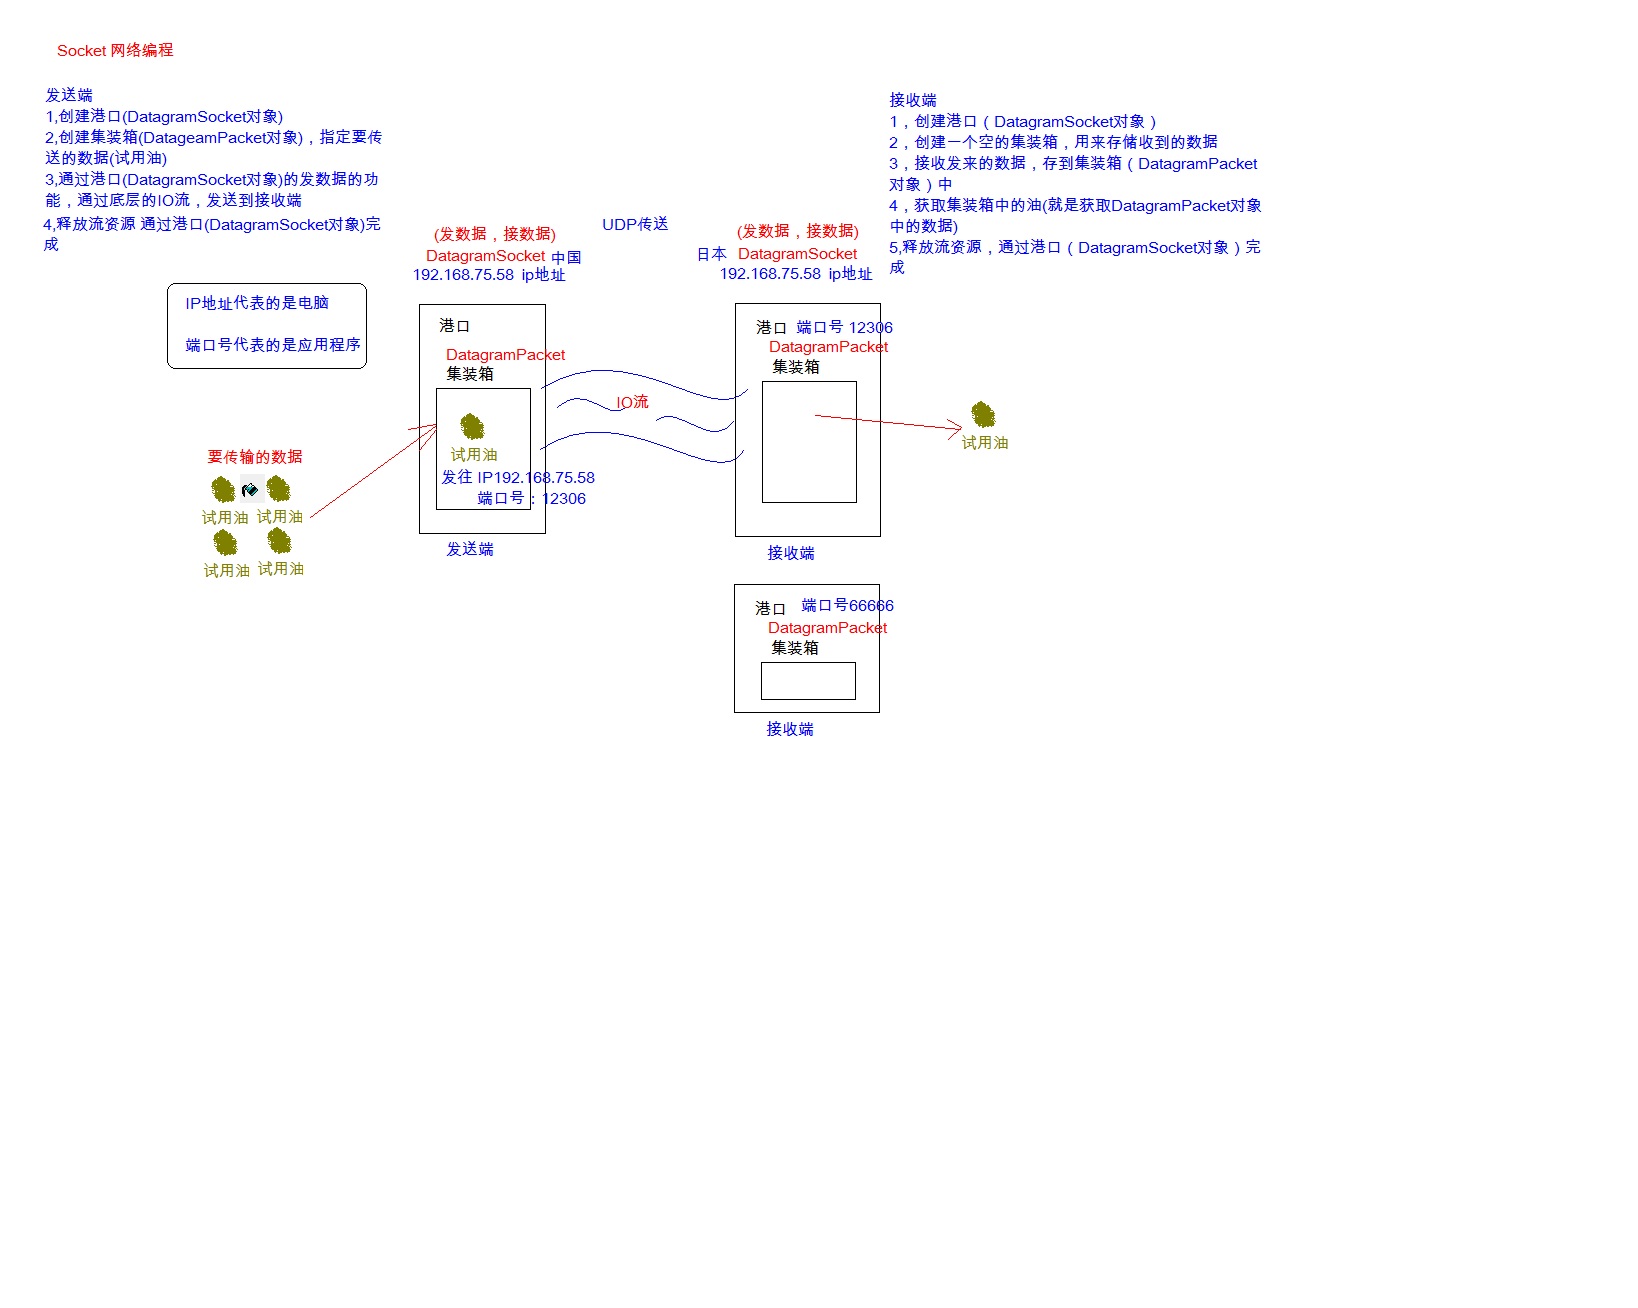 Socket 网络编程
发送端
1,创建港口(DatagramSocket对象)
2,创建集装箱(DatageamPacket对象)，指定要传
送的数据(试用油)
3,通过港口(DatagramSocket对象)的发数据的功
能，通过底层的IO流，发送到接收端
4,释放流资源 通过港口(DatagramSocket对象)完
成
接收端
1，创建港口（DatagramSocket对象）
2，创建一个空的集装箱，用来存储收到的数据
3，接收发来的数据，存到集装箱（DatagramPacket
对象）中
4，获取集装箱中的油(就是获取DatagramPacket对象
中的数据)
5,释放流资源，通过港口（DatagramSocket对象）完
成
IP地址代表的是电脑
端口号代表的是应用程序
(发数据，接数据)
DatagramSocket 中国
192.168.75.58 ip地址
UDP传送
(发数据，接数据)
日本 DatagramSocket
192.168.75.58 ip地址
港口
DatagramPacket
集装箱
试用油
发往 IP192.168.75.58
端口号：12306
发送端
IO流
港口 端口号 12306
DatagramPacket
集装箱
接收端
试用油
要传输的数据
试用油 试用油
试用油 试用油
港口 端口号66666
DatagramPacket
集装箱
接收端